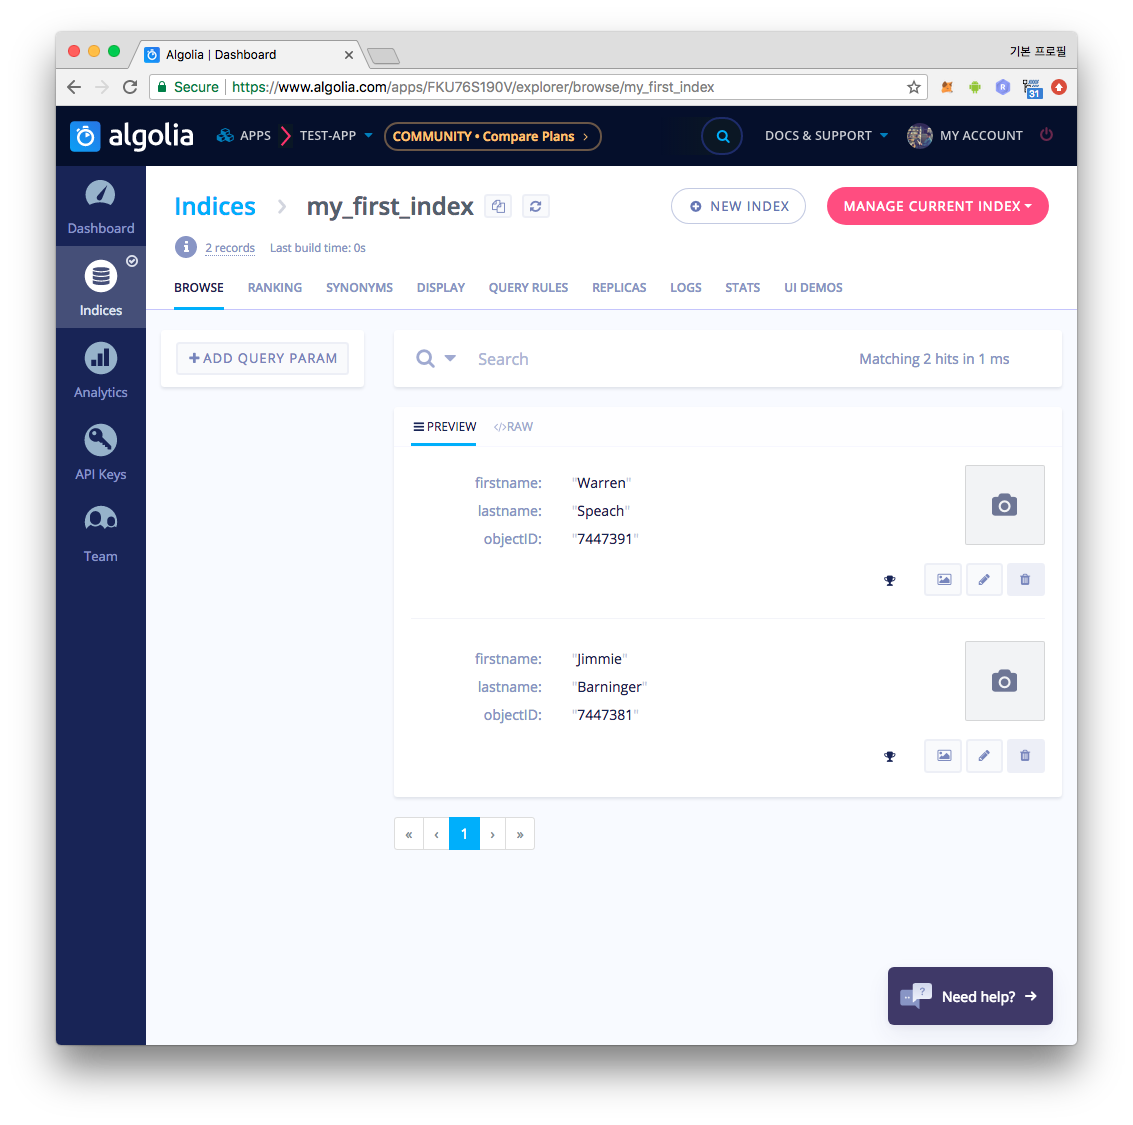 Algolia | Dashboard
기본 프로필
Secure https://www.algolia.com/apps/FKU76S190V/explorer/browse/my_first_index
31
algolia APPS TEST-APP COMMUNITY • Compare Plans > DOCS & SUPPORT MY ACCOUNT
Dashboard
Indices
Analytics
API Keys
Team
Indices > my_first_index
NEW INDEX
MANAGE CURRENT INDEX
2 records Last build time: 0s
BROWSE RANKING SYNONYMS DISPLAY QUERY RULES REPLICAS LOGS STATS UI DEMOS
+ ADD QUERY PARAM
Search Matching 2 hits in 1 ms
PREVIEW </>RAW
firstname: "Warren"
lastname: "Speach"
objectID: "7447391"
firstname: "Jimmie"
lastname: "Barninger"
objectID: "7447381"
« ‹ 1 › »
? Need help? →